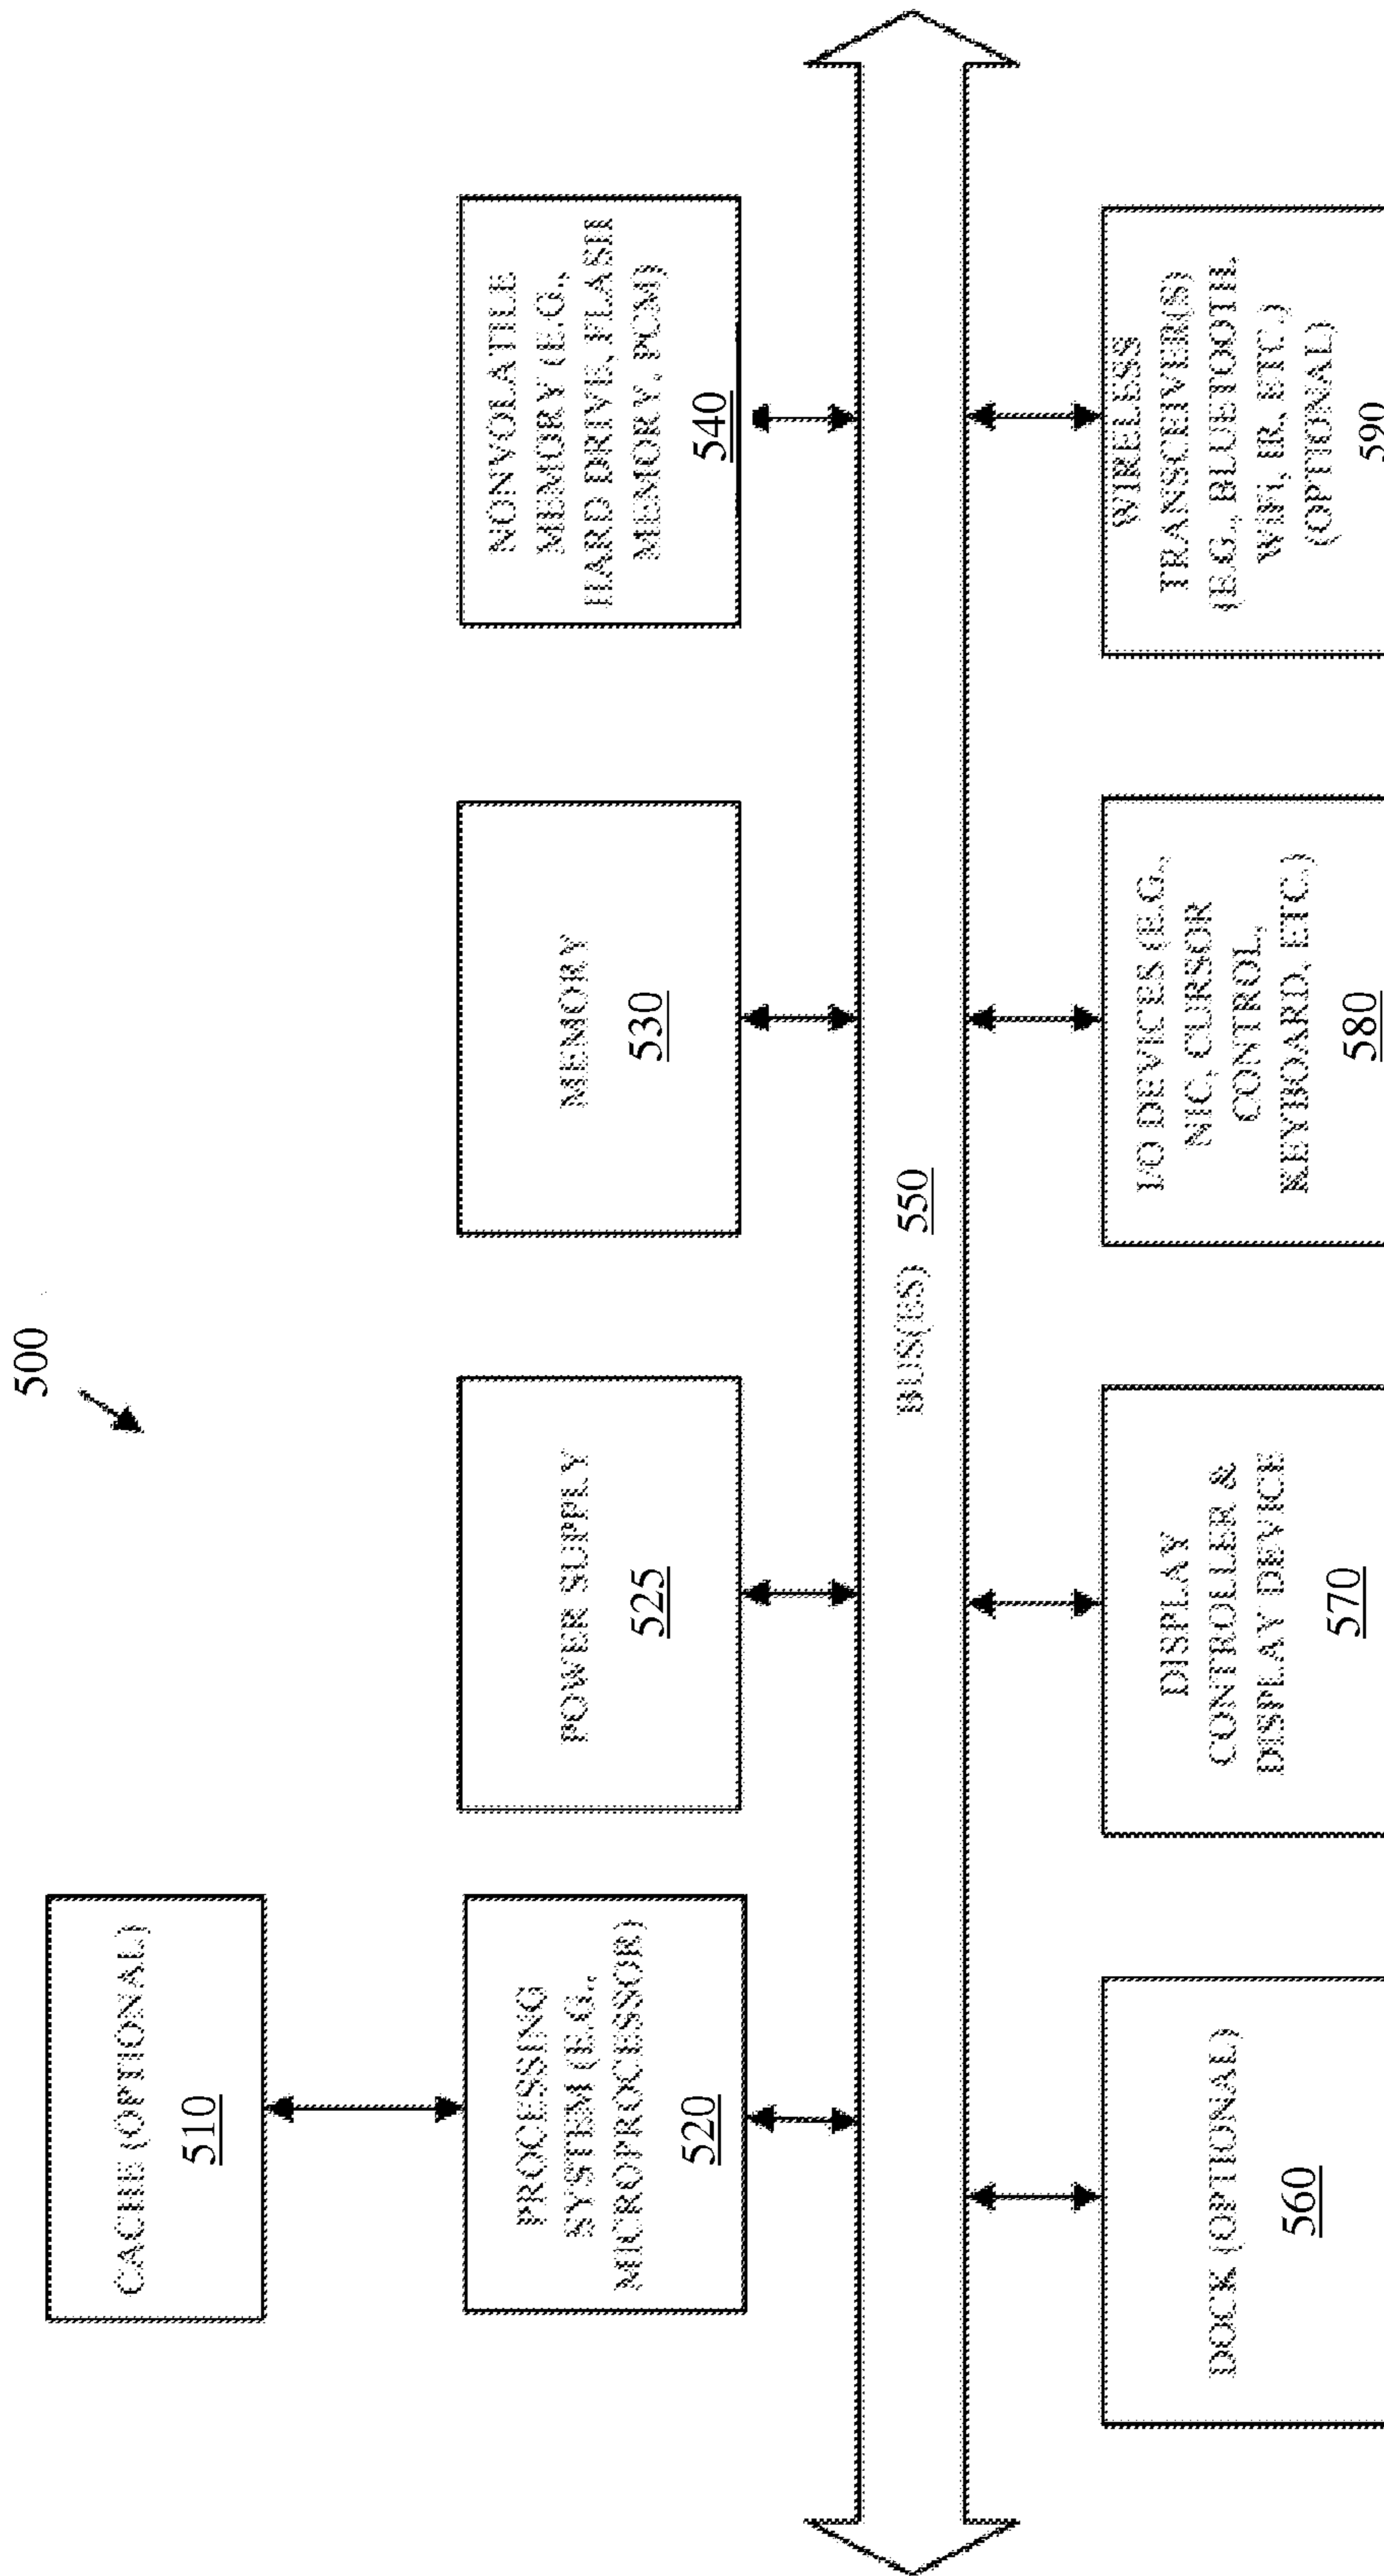 500
CACHE (OPTIONAL)
510
PROCESSING
SYSTEM (E.G.,
MICROPROCESSOR)
520
POWER SUPPLY
525
MEMORY
530
NONVOLATILE
MEMORY (E.G.,
HARD DRIVE, FLASH
MEMORY, PCM)
540
BUS(ES) 550
DOCK (OPTIONAL)
560
DISPLAY
CONTROLLER &
DISPLAY DEVICE
570
I/O DEVICES (E.G.,
NIC, CURSOR
CONTROL,
KEYBOARD, ETC.)
580
WIRELESS
TRANSCEIVER(S)
(E.G., BLUETOOTH,
WiFi, IR, ETC.)
(OPTIONAL)
590